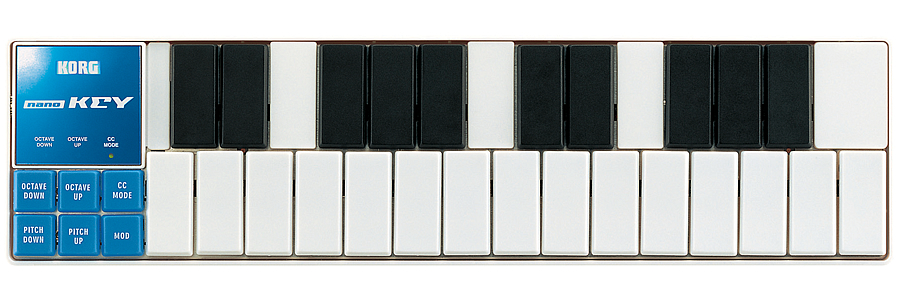 KORG
nano KEY
OCTAVE DOWN
OCTAVE UP
CC MODE
OCTAVE DOWN
OCTAVE UP
CC MODE
PITCH DOWN
PITCH UP
MOD